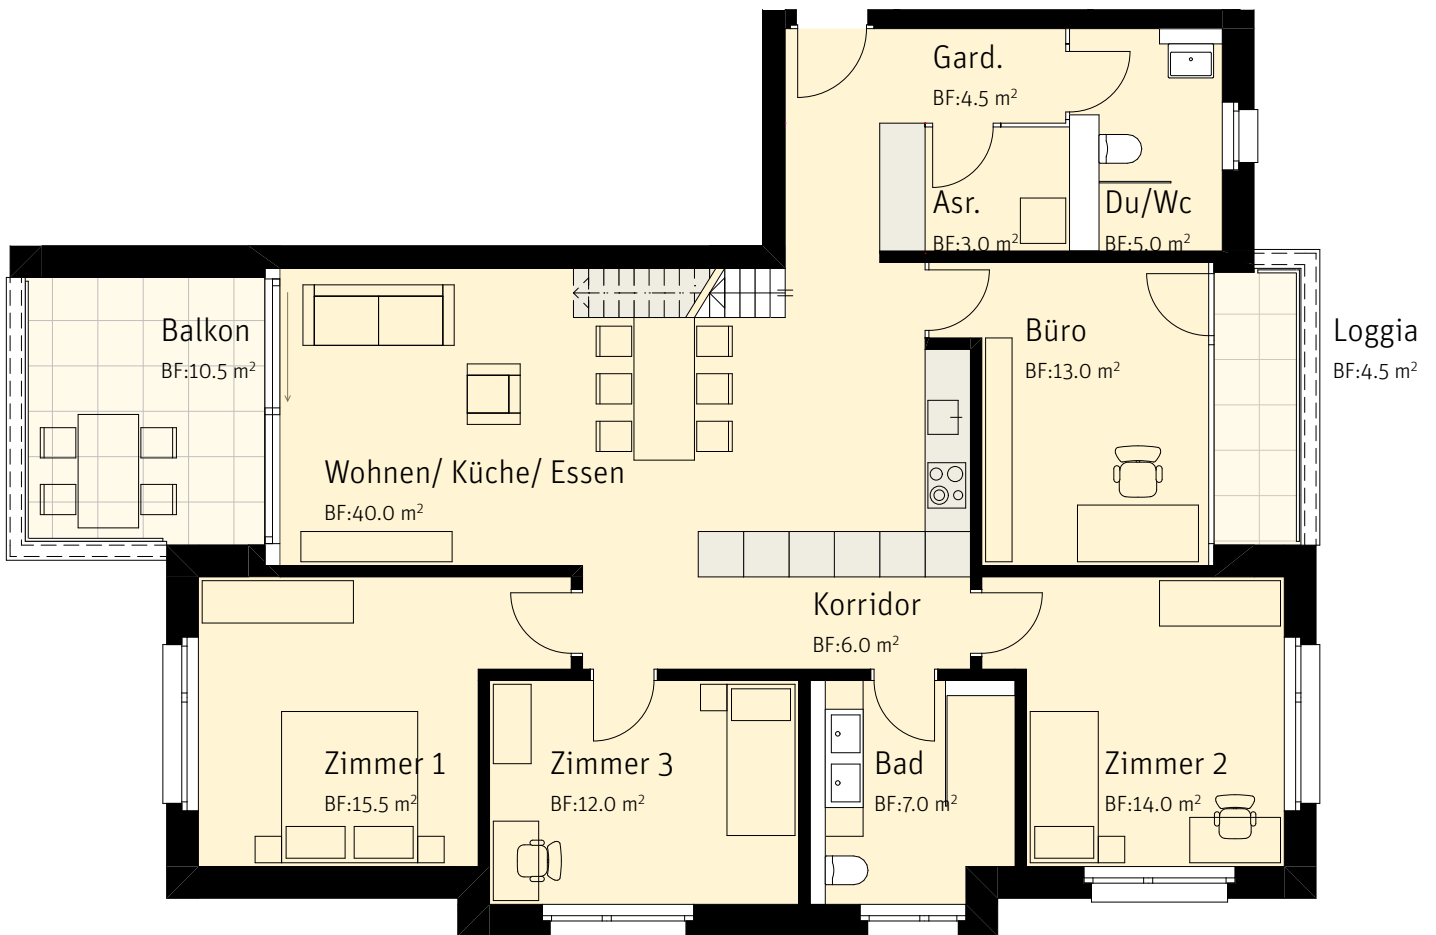 Gard.
BF:4.5 m²
Asr.
BF:3.0 m²
Du/Wc
BF:5.0 m²
Balkon
BF:10.5 m²
Büro
BF:13.0 m²
Loggia
BF:4.5 m²
Wohnen/ Küche/ Essen
BF:40.0 m²
Korridor
BF:6.0 m²
Zimmer 1
BF:15.5 m²
Zimmer 3
BF:12.0 m²
Bad
BF:7.0 m²
Zimmer 2
BF:14.0 m²